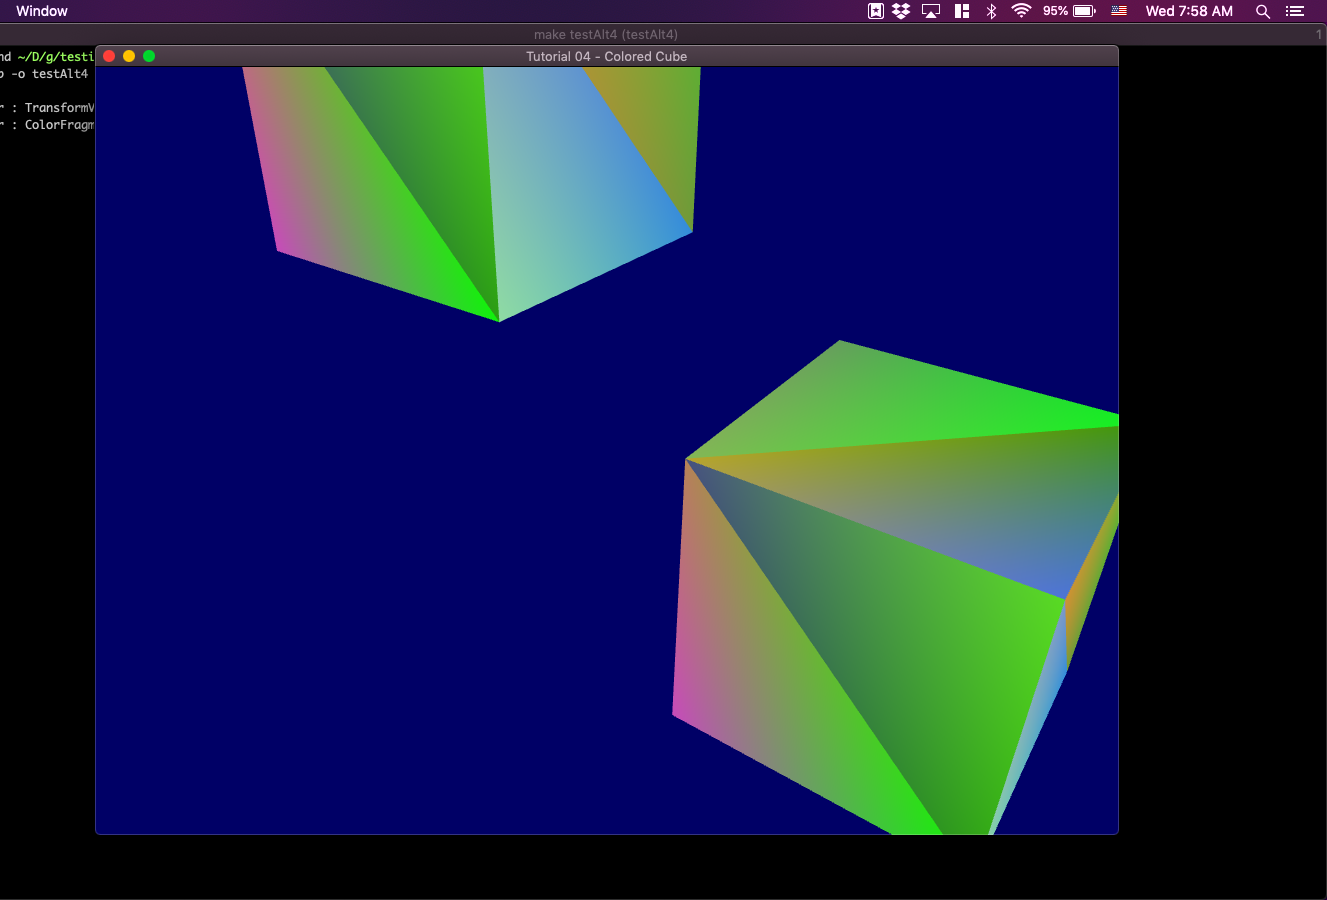 Window 95% Wed 7:58 AM
make testAlt4 (testAlt4) 1
Tutorial 04 - Colored Cube
nd ~/D/g/testi
o -o testAlt4
r : TransformV
r : ColorFragm